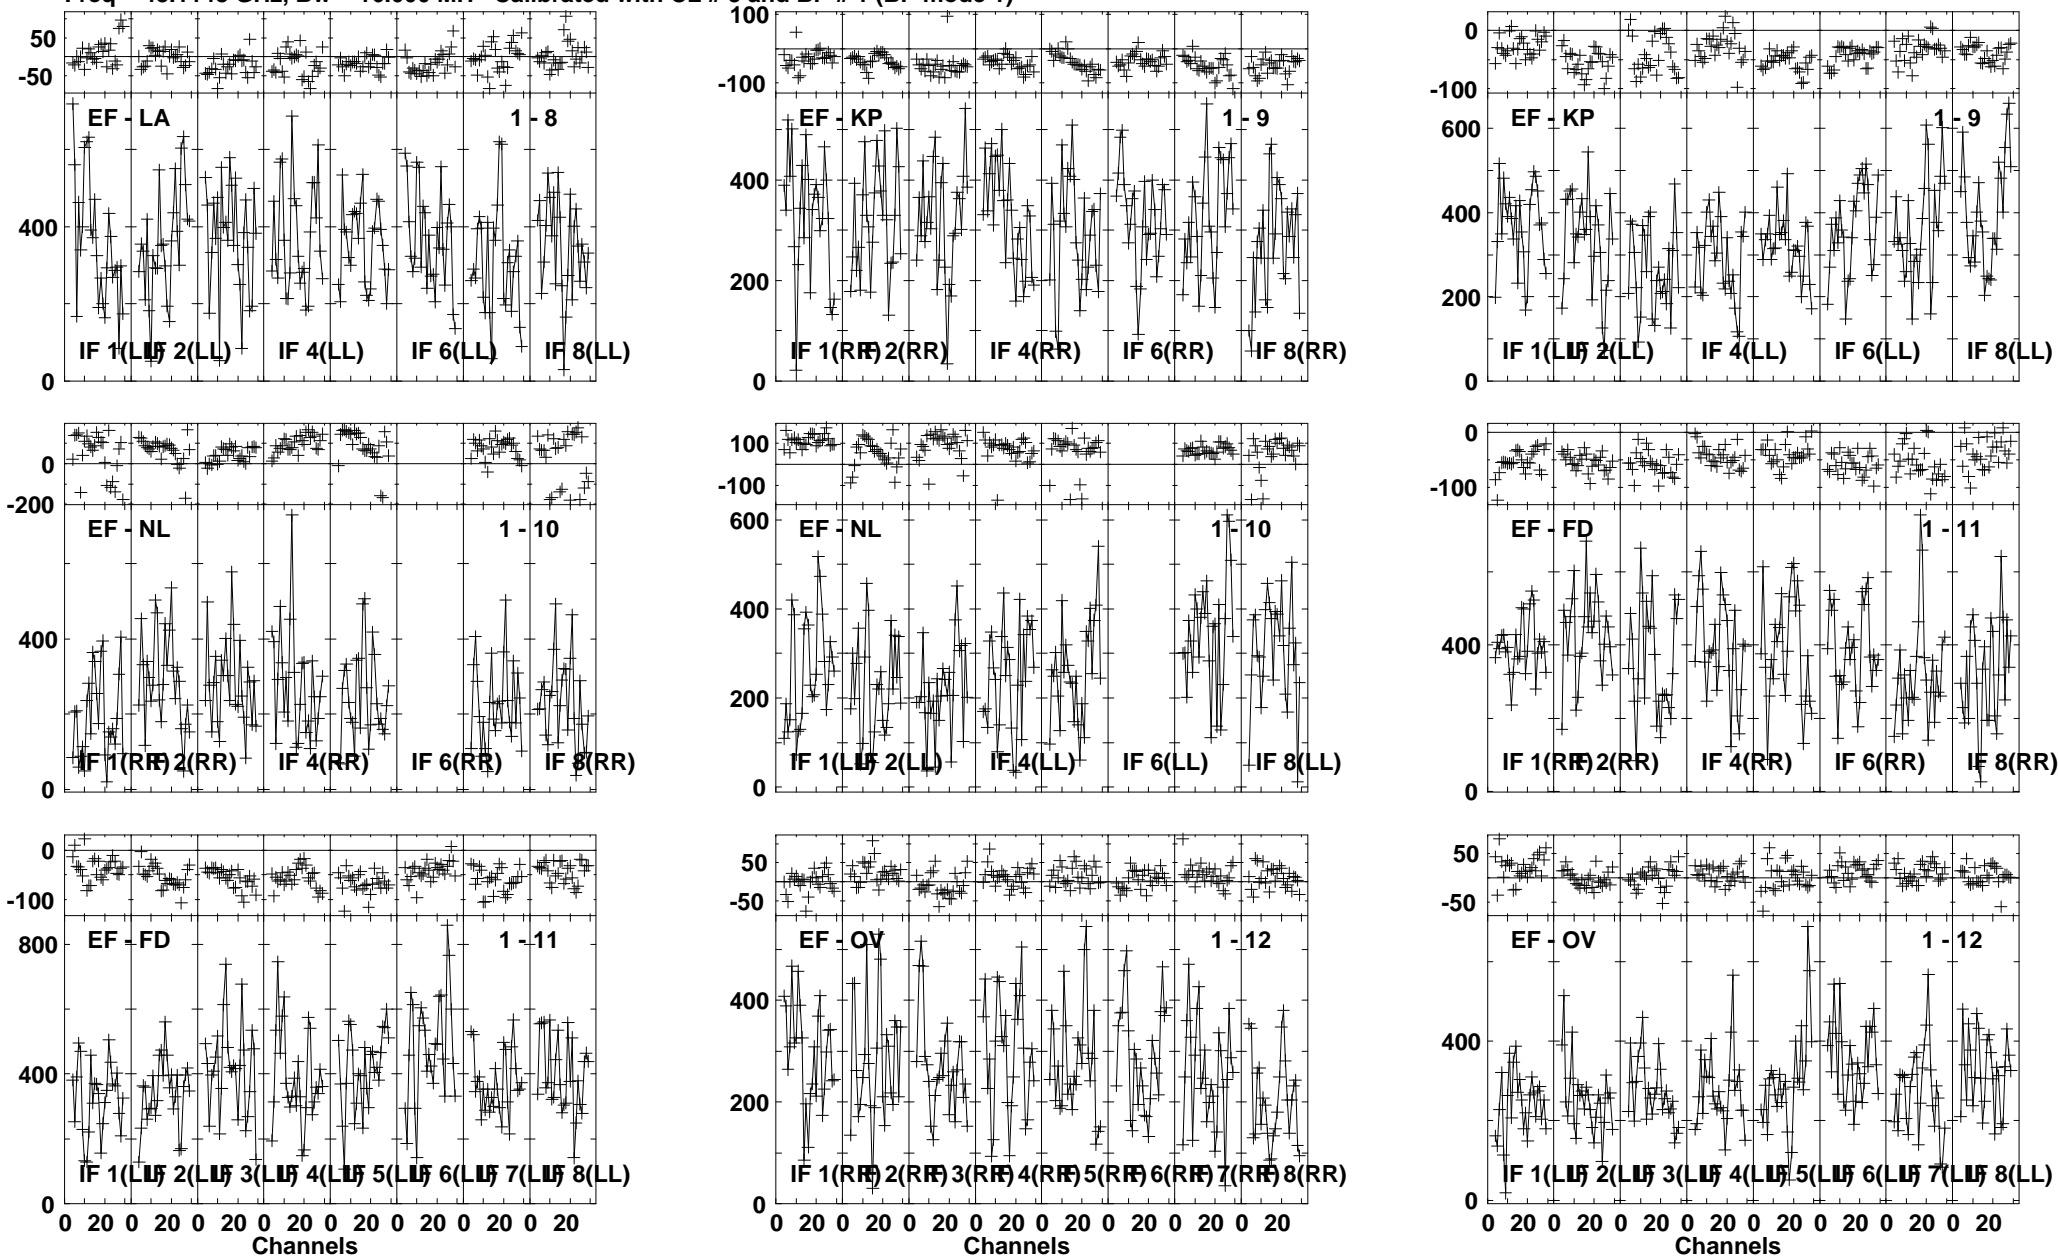 Calibrated with CL # and BP # 1 (BP mode 1)
50
-50
100
0
-100
0
-100
EF - LA 1 - 8
EF - KP 1 - 9
EF - KP 1 - 9
400
0
400
200
0
600
400
200
0
IF 1(LL) IF 2(LL) IF 4(LL) IF 6(LL) IF 8(LL)
IF 1(RR) IF 2(RR) IF 4(RR) IF 6(RR) IF 8(RR)
IF 1(LL) IF 2(LL) IF 4(LL) IF 6(LL) IF 8(LL)
0
-200
100
-100
0
-100
EF - NL 1 - 10
EF - NL 1 - 10
EF - FD 1 - 11
400
0
600
400
200
0
400
0
IF 1(RR) IF 2(RR) IF 4(RR) IF 6(RR) IF 8(RR)
IF 1(LL) IF 2(LL) IF 4(LL) IF 6(LL) IF 8(LL)
IF 1(RR) IF 2(RR) IF 4(RR) IF 6(RR) IF 8(RR)
0
-100
50
-50
50
-50
EF - FD 1 - 11
EF - OV 1 - 12
EF - OV 1 - 12
800
400
0
400
200
0
400
0
IF 1(LL) IF 2(LL) IF 3(LL) IF 4(LL) IF 5(LL) IF 6(LL) IF 7(LL) IF 8(LL)
IF 1(RR) IF 2(RR) IF 3(RR) IF 4(RR) IF 5(RR) IF 6(RR) IF 7(RR) IF 8(RR)
IF 1(LL) IF 2(LL) IF 3(LL) IF 4(LL) IF 5(LL) IF 6(LL) IF 7(LL) IF 8(LL)
0 20 0 20 0 20 0 20 0 20 0 20 0 20 0 20
0 20 0 20 0 20 0 20 0 20 0 20 0 20 0 20
0 20 0 20 0 20 0 20 0 20 0 20 0 20 0 20
Channels
Channels
Channels